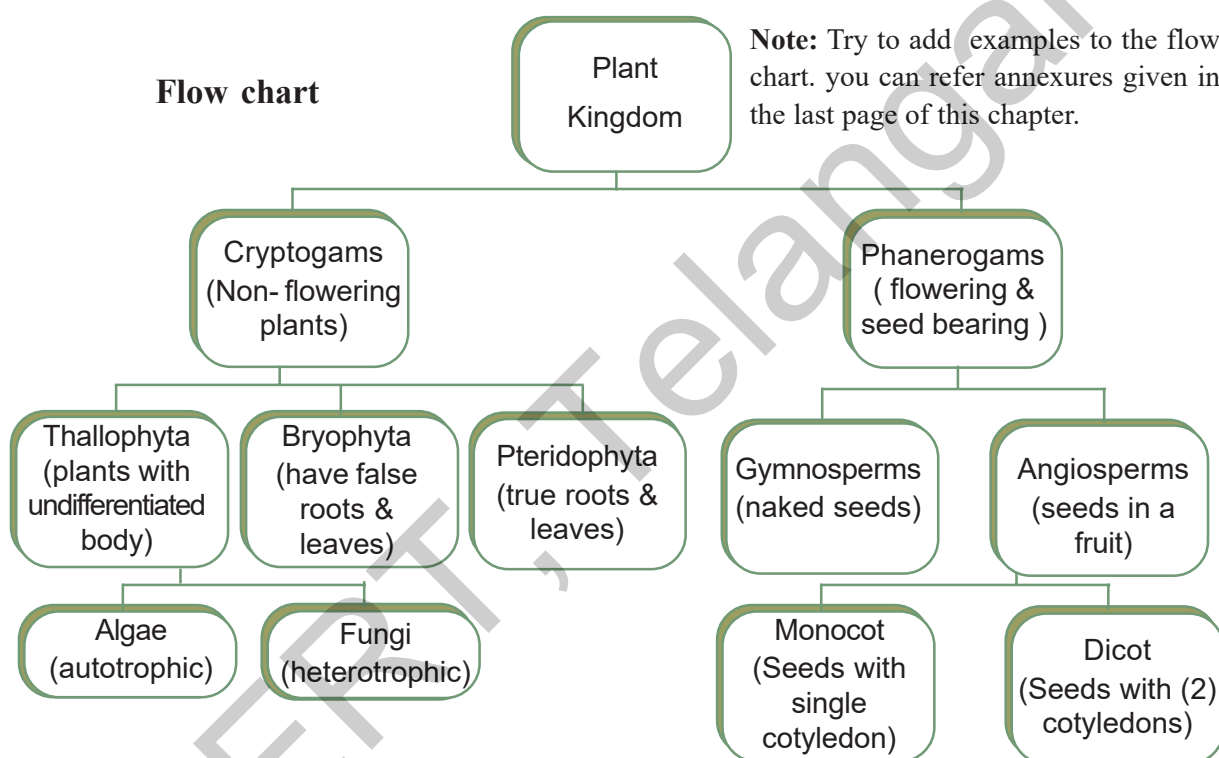 Flow chart
Plant
Kingdom
Note: Try to add examples to the flow
chart. you can refer annexures given in
the last page of this chapter.
Cryptogams
(Non- flowering
plants)
Phanerogams
( flowering &
seed bearing )
Thallophyta
(plants with
undifferentiated
body)
Bryophyta
(have false
roots &
leaves)
Pteridophyta
(true roots &
leaves)
Gymnosperms
(naked seeds)
Angiosperms
(seeds in a
fruit)
Algae
(autotrophic)
Fungi
(heterotrophic)
Monocot
(Seeds with
single
cotyledon)
Dicot
(Seeds with (2)
cotyledons)
ERT, Telanga